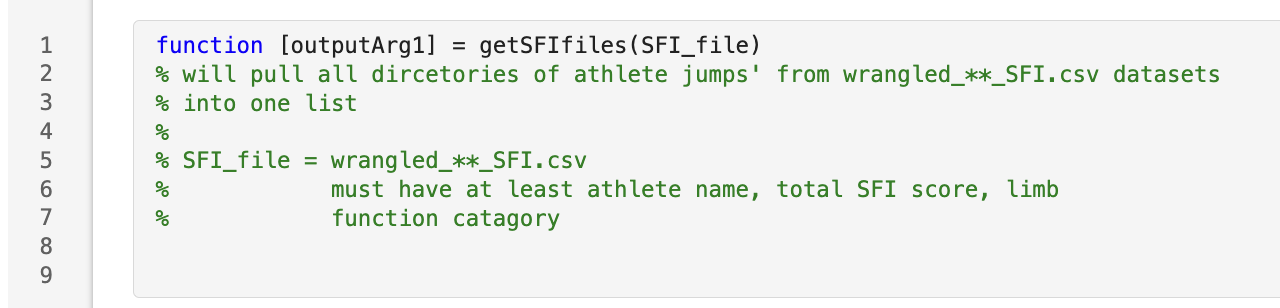 1 function [outputArg1] = getSFIfiles(SFI_file)
2 % will pull all dircetories of athlete jumps' from wrangled_**_SFI.csv datasets
3 % into one list
4 %
5 % SFI_file = wrangled_**_SFI.csv
6 % must have at least athlete name, total SFI score, limb
7 % function catagory
8
9